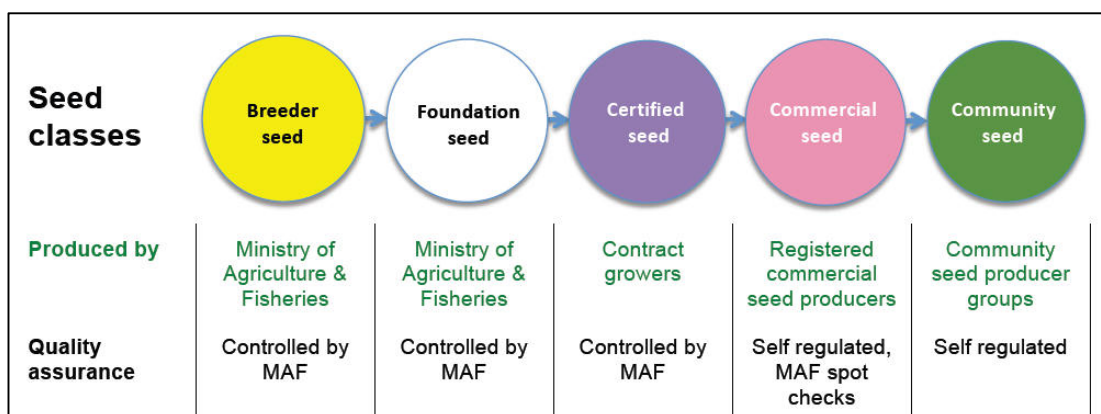 Seed
classes
Breeder
seed
Foundation
seed
Certified
seed
Commercial
seed
Community
seed
Produced by
Ministry of
Agriculture &
Fisheries
Ministry of
Agriculture &
Fisheries
Contract
growers
Registered
commercial
seed producers
Community
seed producer
groups
Quality
assurance
Controlled by
MAF
Controlled by
MAF
Controlled by
MAF
Self regulated,
MAF spot
checks
Self regulated